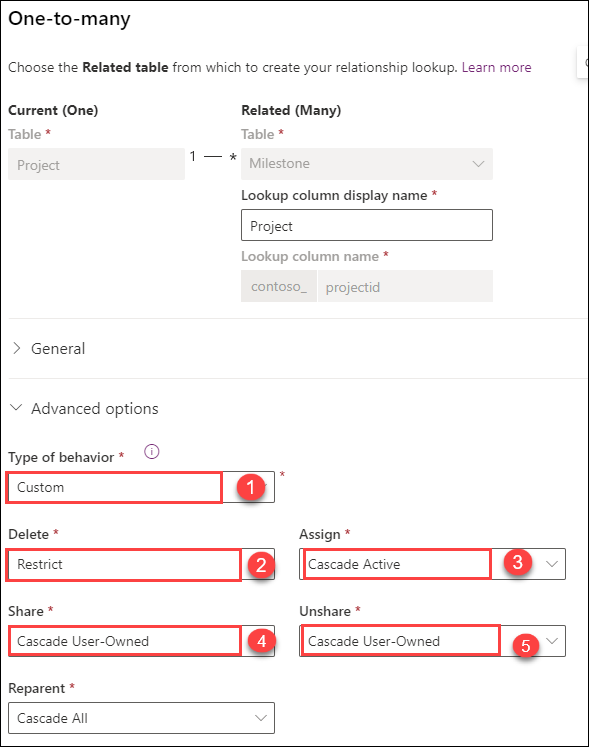 One-to-many
Choose the Related table from which to create your relationship lookup. Learn more
Current (One)
Related (Many)
Table *
Table *
Project
1 — *
Milestone
Lookup column display name *
Project
Lookup column name *
contoso_
projectid
General
Advanced options
Type of behavior *
*
Custom
1
Delete *
Assign *
Restrict
2
Cascade Active
3
Share *
Unshare *
Cascade User-Owned
4
Cascade User-Owned
5
Reparent *
Cascade All